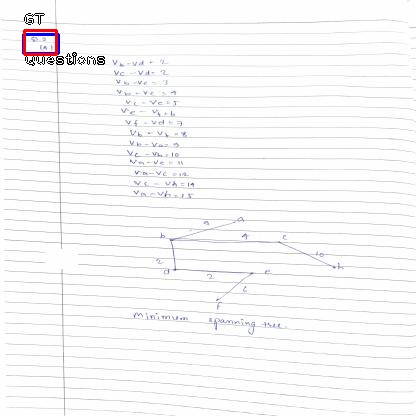 GT
Q.2
(A)
Questions
Vb - Vd = 2
Ve - Vd = 2
Vb - Ve = 3
Vb - Vc = 4
Vc - Ve = 5
Ve - Vf = 6
Vf - Vd = 7
Vb - Vf = 8
Vb - Va = 9
Vc - Vh = 10
Va - Ve = 11
Va - Vc = 12
Vc - Vh = 14
Va - Vh = 15
9 a
b 4 c
2 10
d 2 e h
6
f
minimum spanning tree.